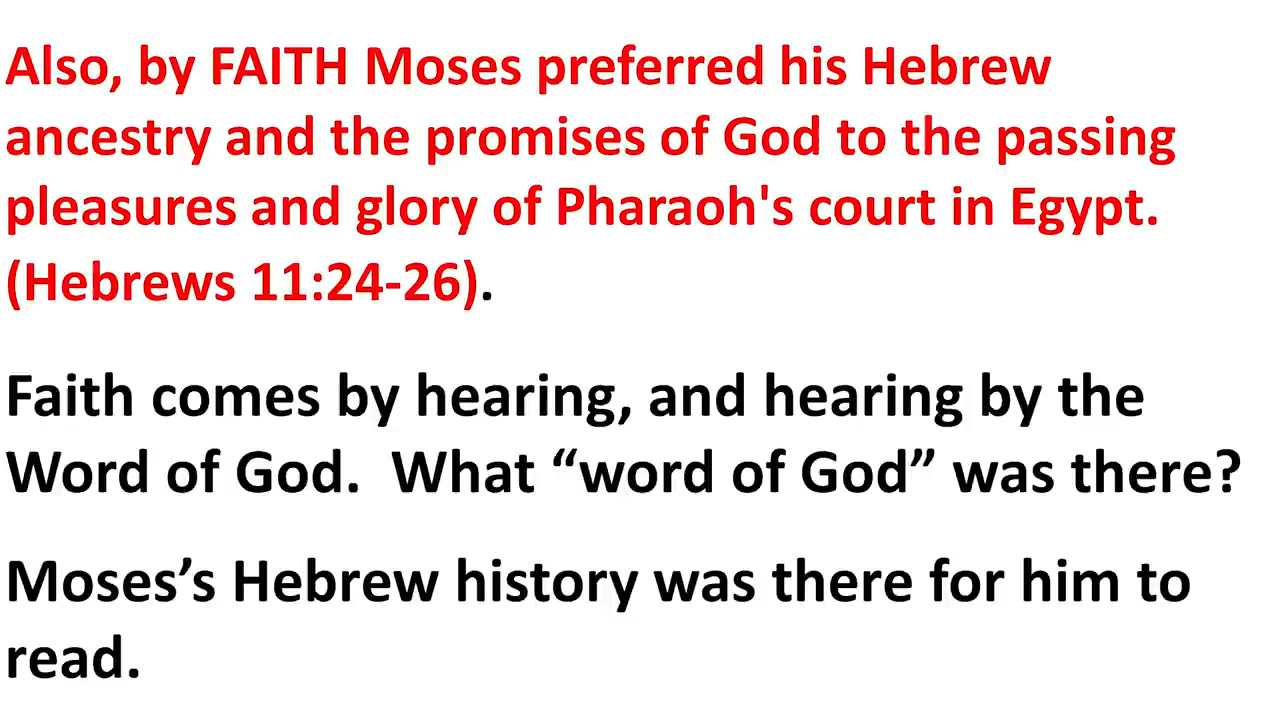 Also, by FAITH Moses preferred his Hebrew
ancestry and the promises of God to the passing
pleasures and glory of Pharaoh's court in Egypt.
(Hebrews 11:24-26).
Faith comes by hearing, and hearing by the
Word of God.  What “word of God” was there?
Moses’s Hebrew history was there for him to
read.